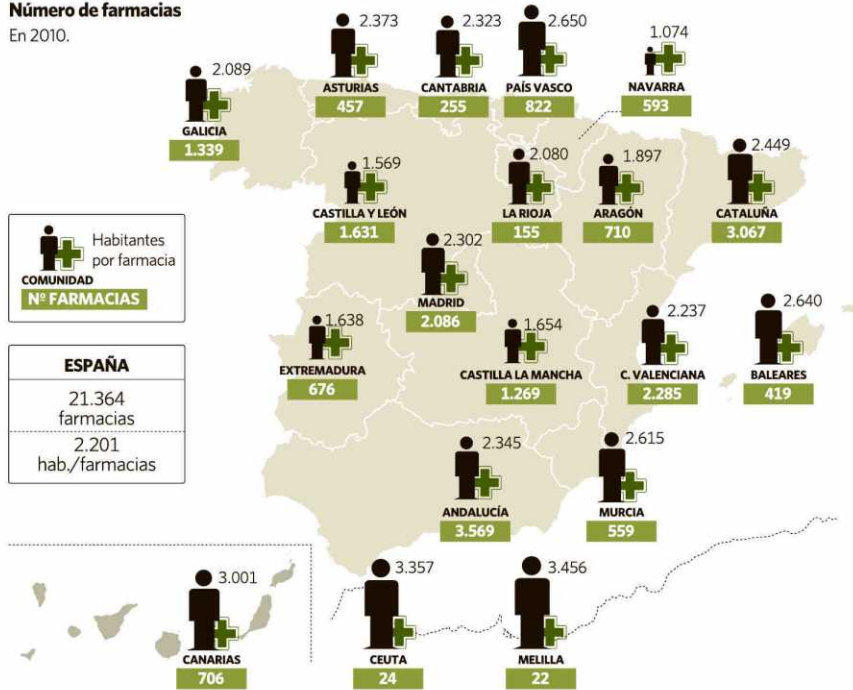 Número de farmacias
En 2010.
2.373
ASTURIAS
457
2.323
CANTABRIA
255
2.650
PAÍS VASCO
822
1.074
NAVARRA
593
2.089
GALICIA
1.339
1.569
CASTILLA Y LEÓN
1.631
2.080
LA RIOJA
155
1.897
ARAGÓN
710
2.449
CATALUÑA
3.067
Habitantes
por farmacia
COMUNIDAD
Nº FARMACIAS
2.302
MADRID
2.086
1.638
EXTREMADURA
676
1.654
CASTILLA LA MANCHA
1.269
2.237
C. VALENCIANA
2.285
2.640
BALEARES
419
ESPAÑA
21.364
farmacias
2.201
hab./farmacias
2.345
ANDALUCÍA
3.569
2.615
MURCIA
559
3.001
CANARIAS
706
3.357
CEUTA
24
3.456
MELILLA
22